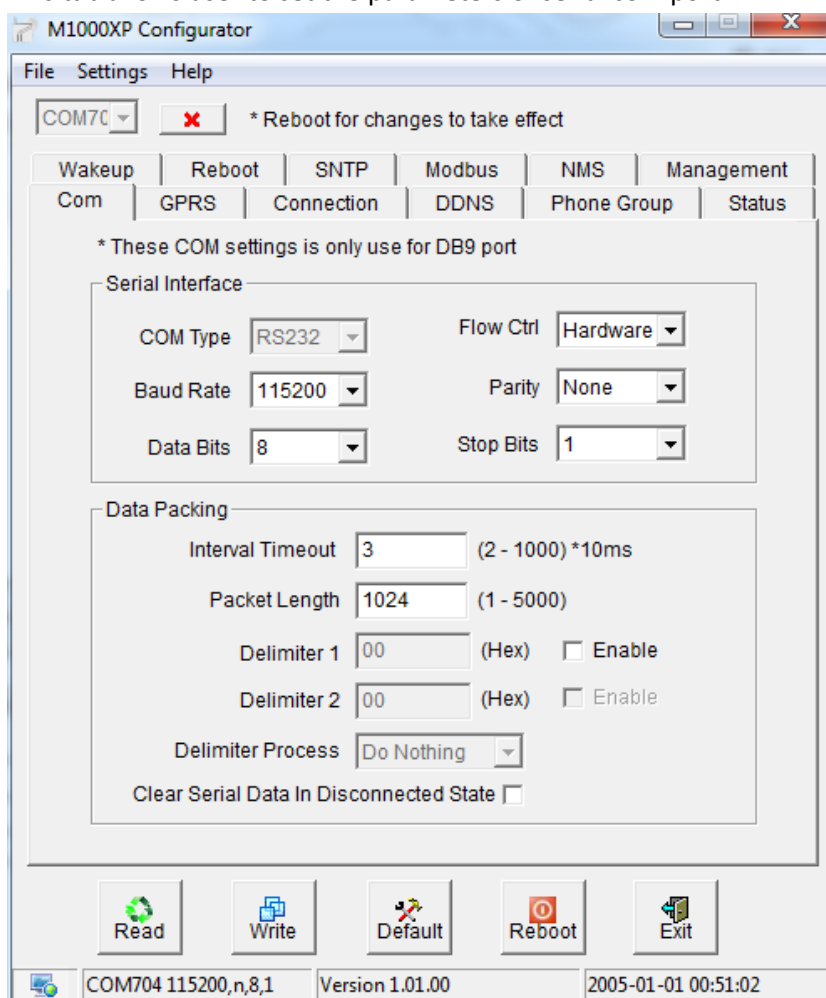 M1000XP Configurator
File Settings Help
COM70 * Reboot for changes to take effect
Wakeup Reboot SNTP Modbus NMS Management
Com GPRS Connection DDNS Phone Group Status
* These COM settings is only use for DB9 port
Serial Interface
COM Type RS232 Flow Ctrl Hardware
Baud Rate 115200 Parity None
Data Bits 8 Stop Bits 1
Data Packing
Interval Timeout 3 (2 - 1000) *10ms
Packet Length 1024 (1 - 5000)
Delimiter 1 00 (Hex) Enable
Delimiter 2 00 (Hex) Enable
Delimiter Process Do Nothing
Clear Serial Data In Disconnected State
Read Write Default Reboot Exit
COM704 115200,n,8,1 Version 1.01.00 2005-01-01 00:51:02